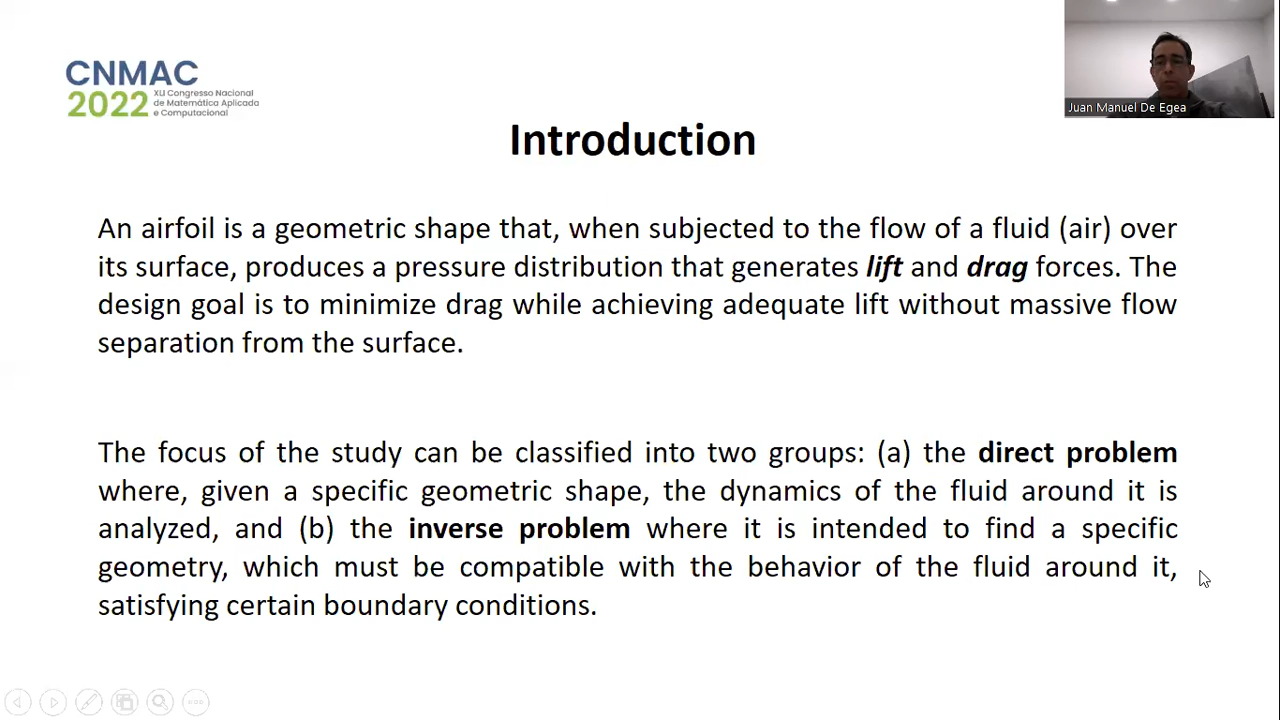 CNMAC
2022
XLI Congresso Nacional
de Matemática Aplicada
e Computacional
Juan Manuel De Egea
Introduction
An airfoil is a geometric shape that, when subjected to the flow of a fluid (air) over
its surface, produces a pressure distribution that generates lift and drag forces. The
design goal is to minimize drag while achieving adequate lift without massive flow
separation from the surface.
The focus of the study can be classified into two groups: (a) the direct problem
where, given a specific geometric shape, the dynamics of the fluid around it is
analyzed, and (b) the inverse problem where it is intended to find a specific
geometry, which must be compatible with the behavior of the fluid around it,
satisfying certain boundary conditions.